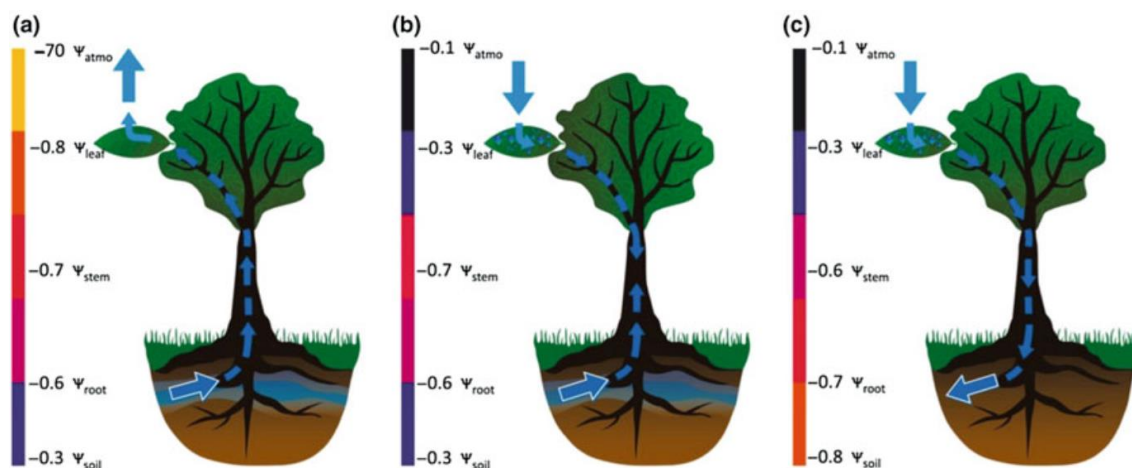 (a)
−70 Ψatmo
−0.8 Ψleaf
−0.7 Ψstem
−0.6 Ψroot
−0.3 Ψsoil
(b)
−0.1 Ψatmo
−0.3 Ψleaf
−0.7 Ψstem
−0.6 Ψroot
−0.3 Ψsoil
(c)
−0.1 Ψatmo
−0.3 Ψleaf
−0.6 Ψstem
−0.7 Ψroot
−0.8 Ψsoil